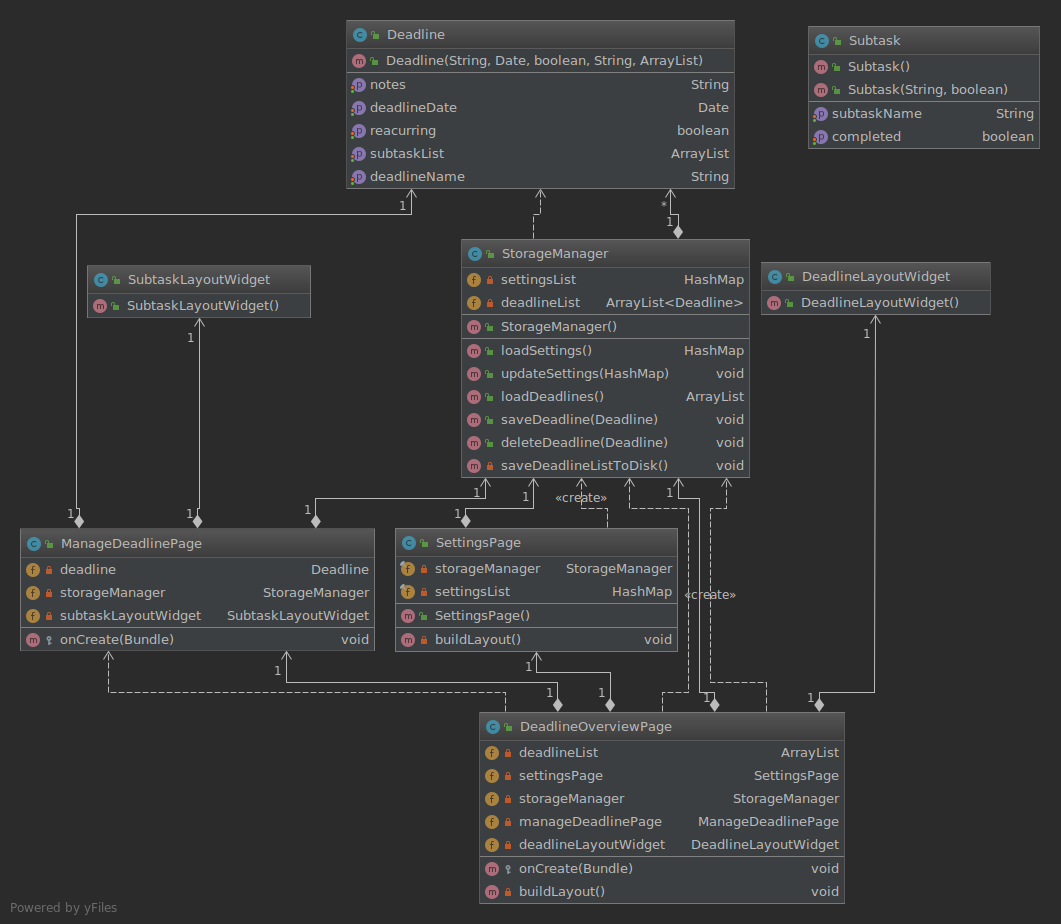 Deadline
Deadline(String, Date, boolean, String, ArrayList)
notes String
deadlineDate Date
reacurring boolean
subtaskList ArrayList
deadlineName String
Subtask
Subtask()
Subtask(String, boolean)
subtaskName String
completed boolean
1
*
1
StorageManager
settingsList HashMap
deadlineList ArrayList<Deadline>
StorageManager()
loadSettings() HashMap
updateSettings(HashMap) void
loadDeadlines() ArrayList
saveDeadline(Deadline) void
deleteDeadline(Deadline) void
saveDeadlineListToDisk() void
SubtaskLayoutWidget
SubtaskLayoutWidget()
DeadlineLayoutWidget
DeadlineLayoutWidget()
1
1
1
1
«create»
1
1
1
1
1
ManageDeadlinePage
deadline Deadline
storageManager StorageManager
subtaskLayoutWidget SubtaskLayoutWidget
onCreate(Bundle) void
SettingsPage
storageManager StorageManager
settingsList HashMap
SettingsPage()
buildLayout() void
«create»
1
1
1
1
1
1
DeadlineOverviewPage
deadlineList ArrayList
settingsPage SettingsPage
storageManager StorageManager
manageDeadlinePage ManageDeadlinePage
deadlineLayoutWidget DeadlineLayoutWidget
onCreate(Bundle) void
buildLayout() void
Powered by yFiles